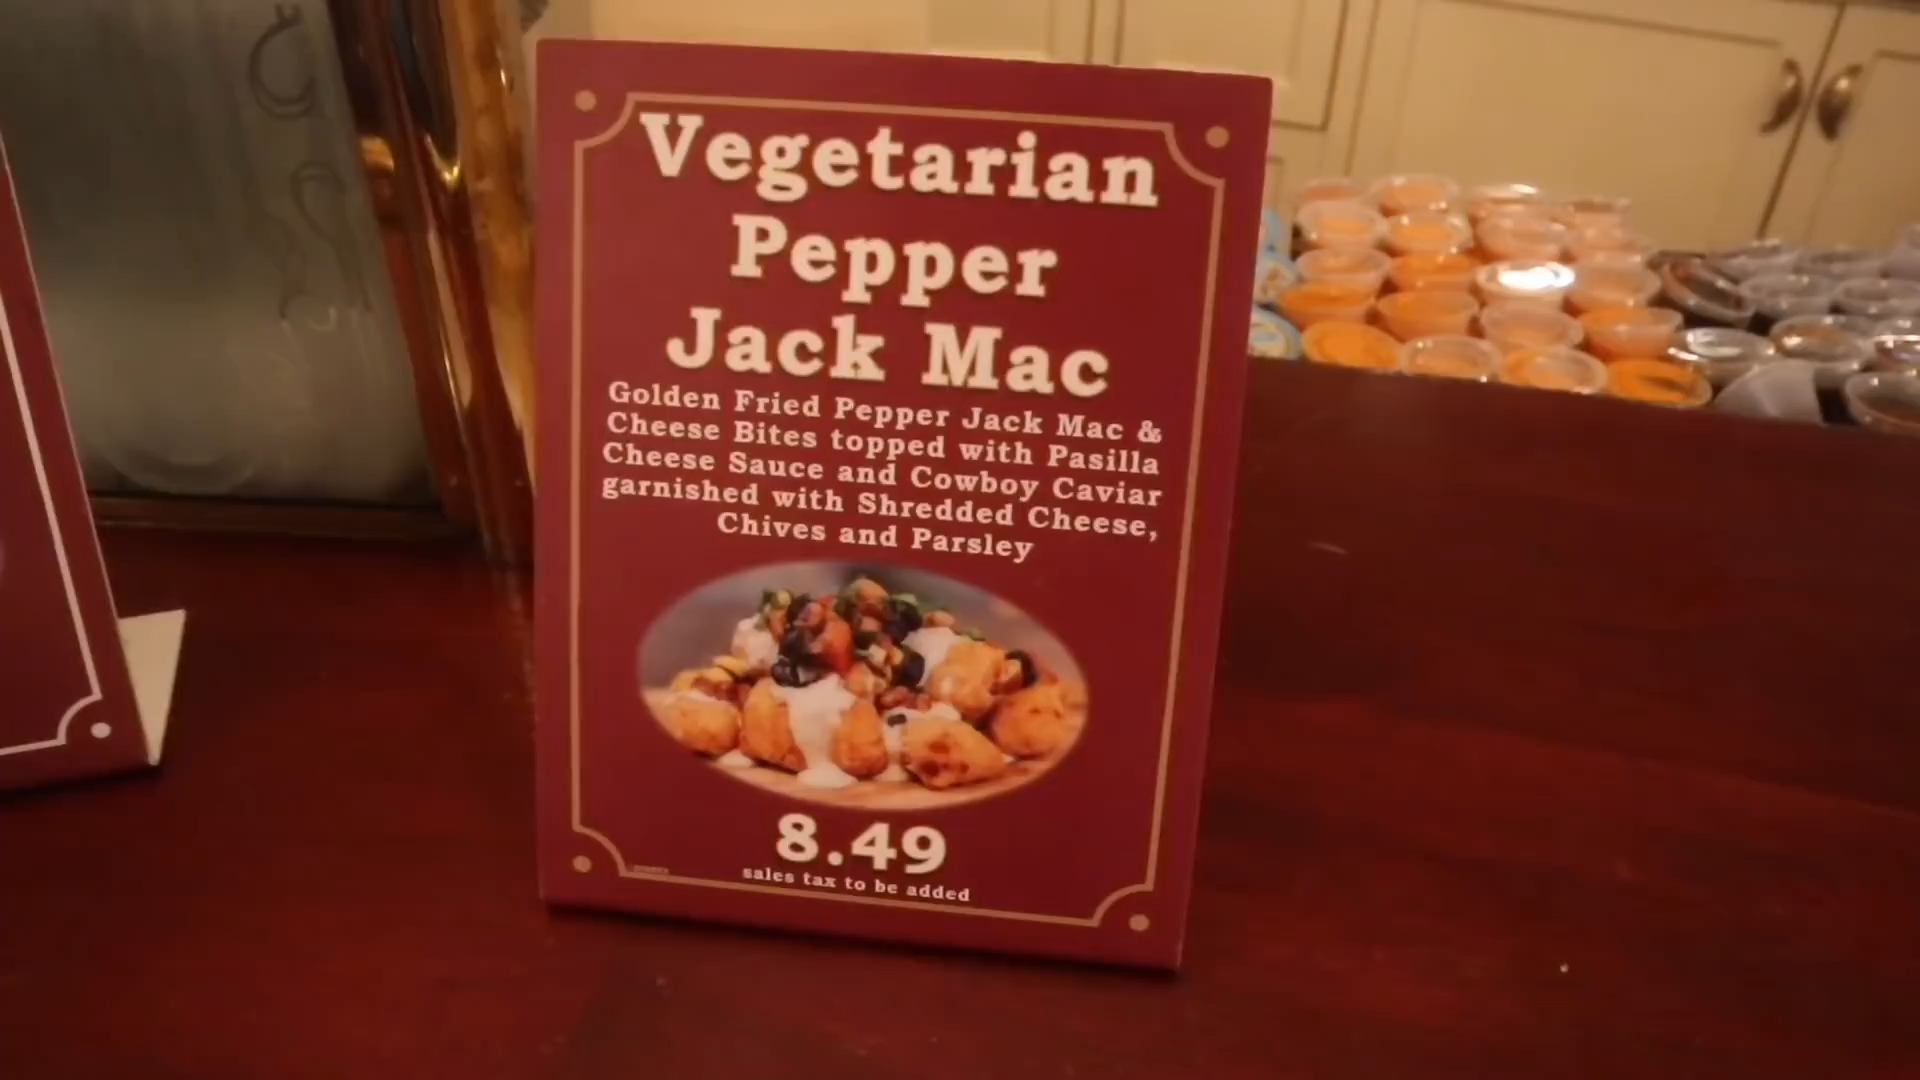 Vegetarian
Pepper
Jack Mac
Golden Fried Pepper Jack Mac &
Cheese Bites topped with Pasilla
Cheese Sauce and Cowboy Caviar
garnished with Shredded Cheese,
Chives and Parsley
8.49
sales tax to be added